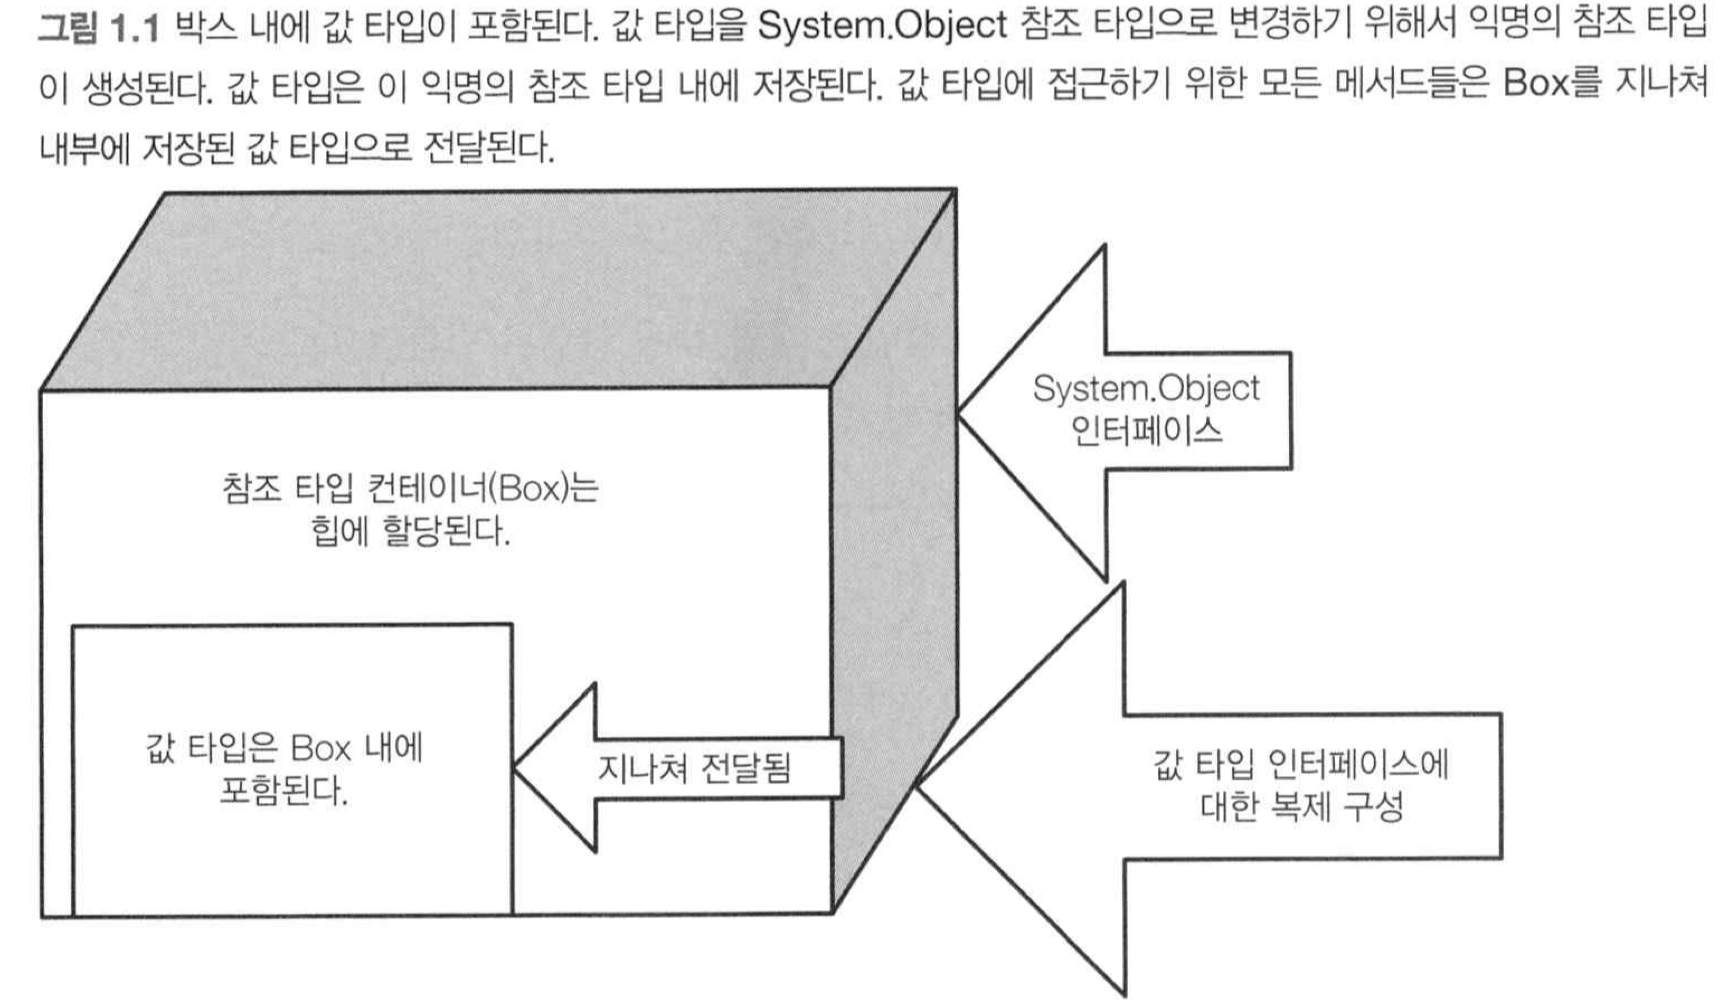 그림 1.1 박스 내에 값 타입이 포함된다. 값 타입을 System.Object 참조 타입으로 변경하기 위해서 익명의 참조 타입
이 생성된다. 값 타입은 이 익명의 참조 타입 내에 저장된다. 값 타입에 접근하기 위한 모든 메서드들은 Box를 지나쳐
내부에 저장된 값 타입으로 전달된다.
System.Object
인터페이스
참조 타입 컨테이너(Box)는
힙에 할당된다.
값 타입은 Box 내에
포함된다.
지나쳐 전달됨
값 타입 인터페이스에
대한 복제 구성